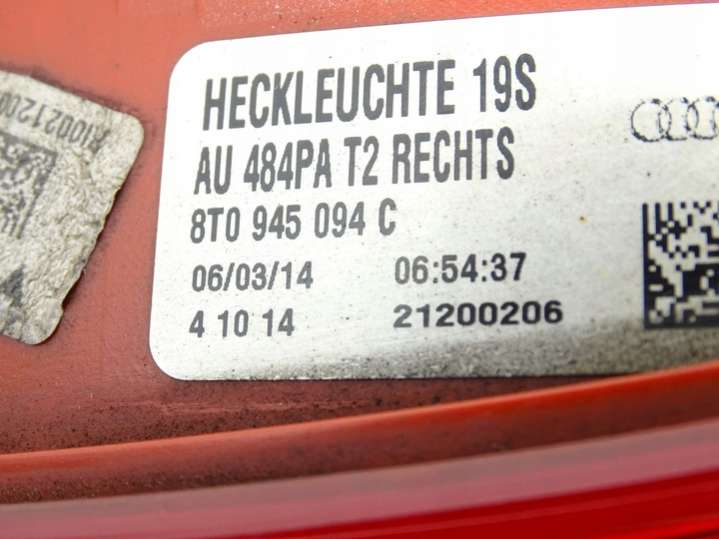 HECKLEUCHTE 19S
AU 484PA T2 RECHTS
8T0 945 094 C
06/03/14 06:54:37
4 10 14 21200206